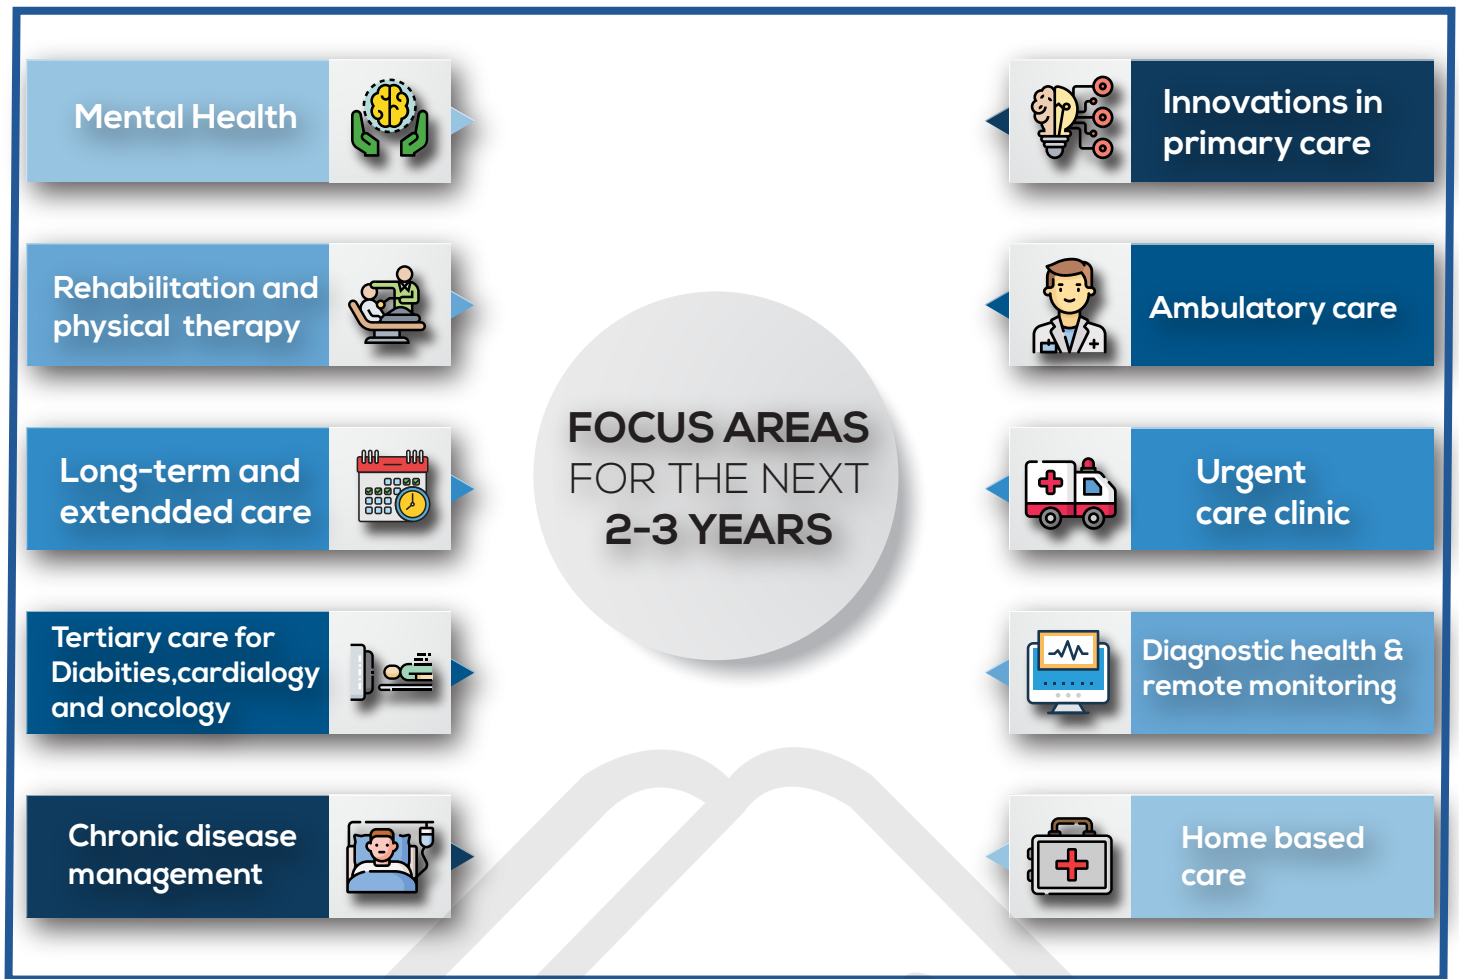 Mental Health
Rehabilitation and
physical therapy
Long-term and
extendded care
Tertiary care for
Diabities,cardialogy
and oncology
Chronic disease
management
FOCUS AREAS
FOR THE NEXT
2-3 YEARS
Innovations in
primary care
Ambulatory care
Urgent
care clinic
Diagnostic health &
remote monitoring
Home based
care